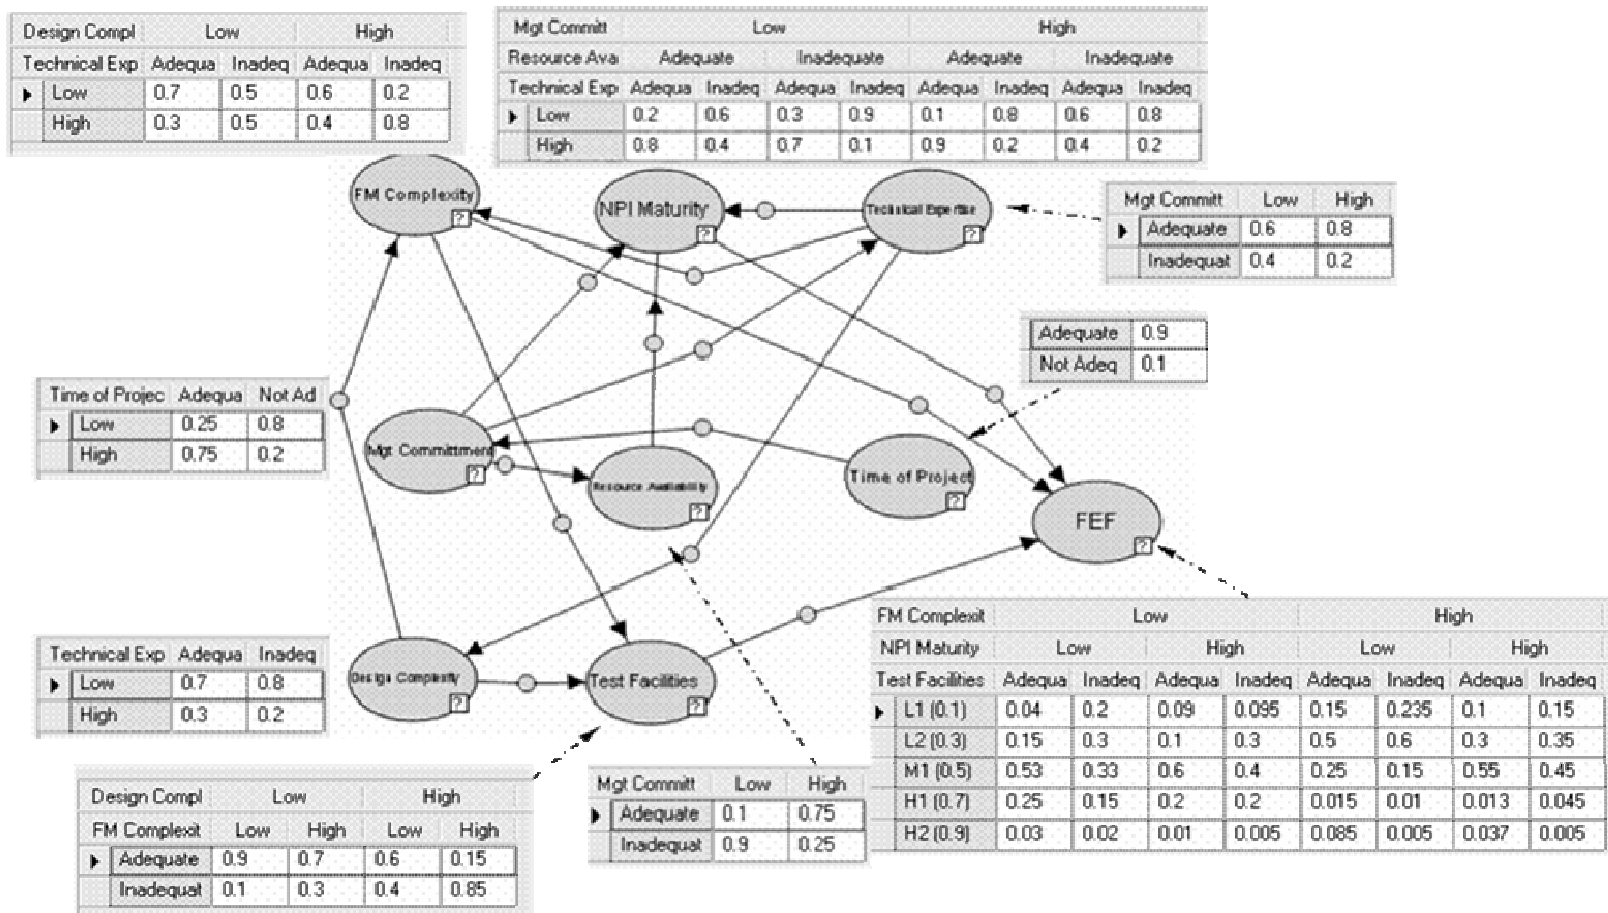 Design Compl Low High
Technical Exp Adequa Inadeq Adequa Inadeq
Low 0.7 0.5 0.6 0.2
High 0.3 0.5 0.4 0.8
Mgt Committ Low High
Resource Avai Adequate Inadequate Adequate Inadequate
Technical Exp Adequa Inadeq Adequa Inadeq Adequa Inadeq Adequa Inadeq
Low 0.2 0.6 0.3 0.9 0.1 0.8 0.6 0.8
High 0.8 0.4 0.7 0.1 0.9 0.2 0.4 0.2
FM Complexity
?
NPI Maturity
?
Technical Expertise
?
Mgt Committ Low High
Adequate 0.6 0.8
Inadequat 0.4 0.2
Adequate 0.9
Not Adeq 0.1
Time of Projec Adequa Not Ad
Low 0.25 0.8
High 0.75 0.2
Mgt Committment
?
Resource Availability
?
Time of Project
?
FEF
?
Technical Exp Adequa Inadeq
Low 0.7 0.8
High 0.3 0.2
Design Complexity
?
Test Facilities
?
FM Complexit Low High
NPI Maturity Low High Low High
Test Facilities Adequa Inadeq Adequa Inadeq Adequa Inadeq Adequa Inadeq
L1 (0.1) 0.04 0.2 0.09 0.095 0.15 0.235 0.1 0.15
L2 (0.3) 0.15 0.3 0.1 0.3 0.5 0.6 0.3 0.35
M1 (0.5) 0.53 0.33 0.6 0.4 0.25 0.15 0.55 0.45
H1 (0.7) 0.25 0.15 0.2 0.2 0.015 0.01 0.013 0.045
H2 (0.9) 0.03 0.02 0.01 0.005 0.085 0.005 0.037 0.005
Design Compl Low High
FM Complexit Low High Low High
Adequate 0.9 0.7 0.6 0.15
Inadequat 0.1 0.3 0.4 0.85
Mgt Committ Low High
Adequate 0.1 0.75
Inadequat 0.9 0.25